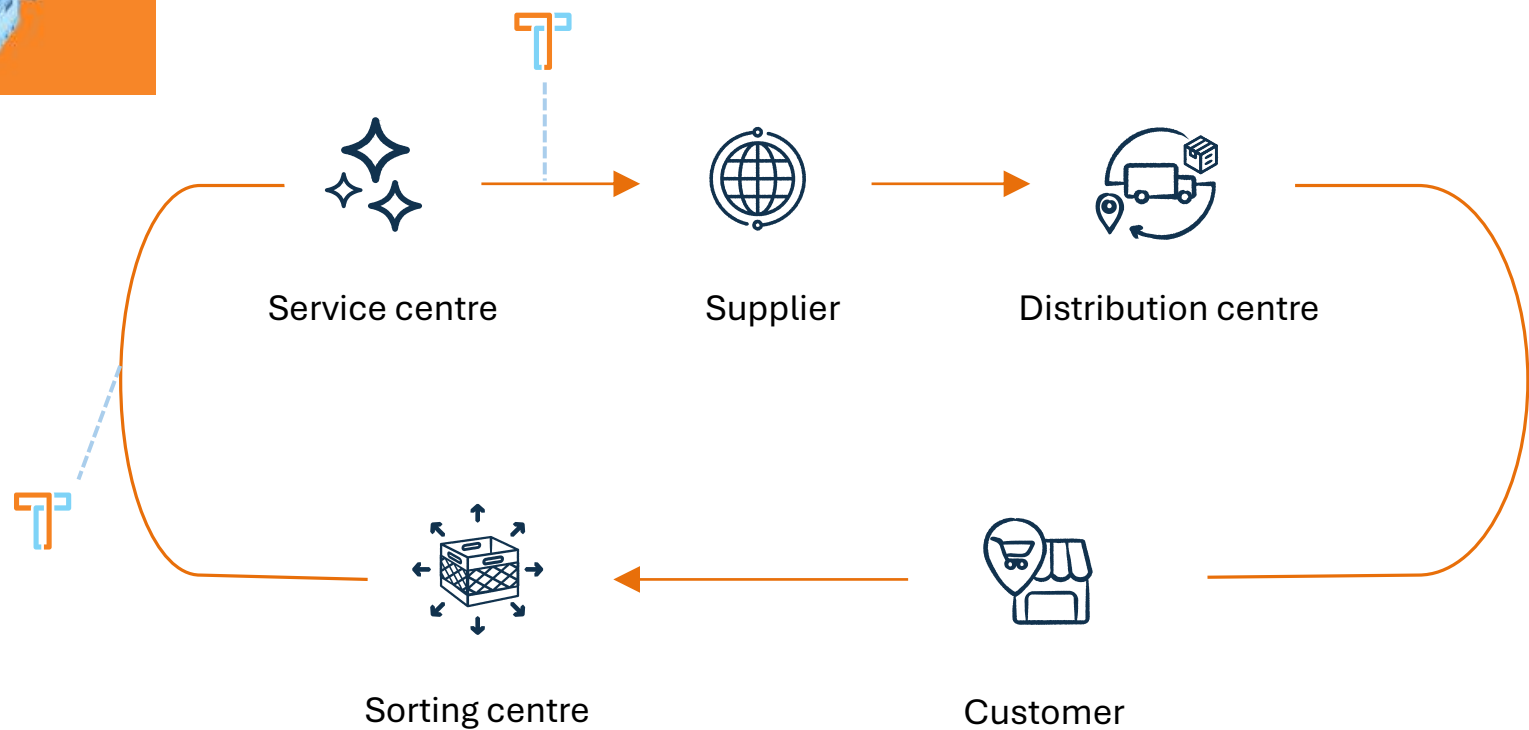 Service centre
Supplier
Distribution centre
Sorting centre
Customer